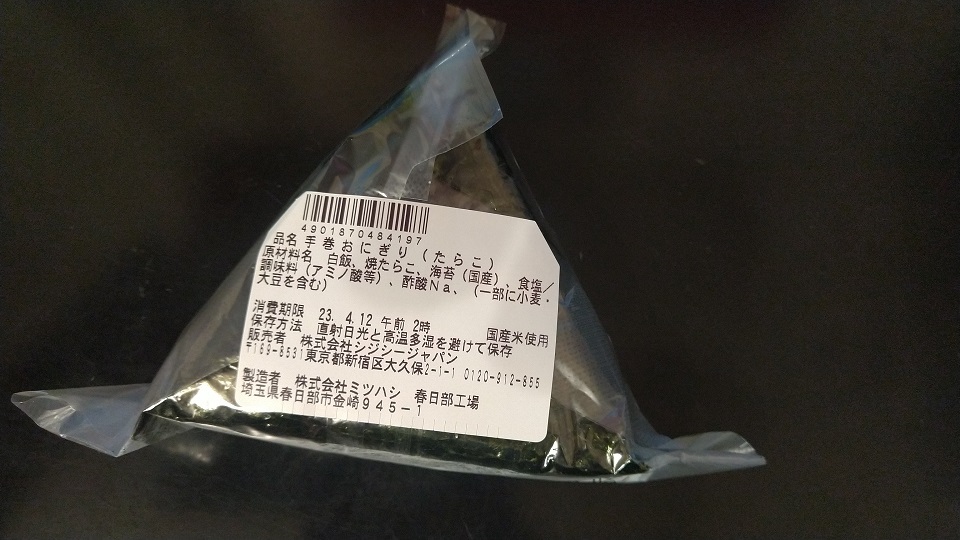 4901870484197
品名 手巻おにぎり（たらこ）
原材料名 白飯、焼たらこ、海苔（国産）、食塩／
調味料（アミノ酸等）、酢酸Na、（一部に小麦・
大豆を含む）
消費期限 23. 4.12 午前 2時 国産米使用
保存方法 直射日光と高温多湿を避けて保存
販売者 株式会社シジシージャパン
〒169-8531東京都新宿区大久保2-1-1 0120-912-855
製造者 株式会社ミツハシ 春日部工場
埼玉県春日部市金崎945-1